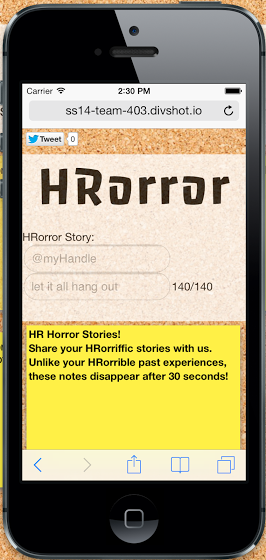 Carrier 2:30 PM
ss14-team-403.divshot.io
Tweet 0
HRorror
HRorror Story:
@myHandle
let it all hang out 140/140
HR Horror Stories!
Share your HRorriffic stories with us.
Unlike your HRorrible past experiences,
these notes disappear after 30 seconds!